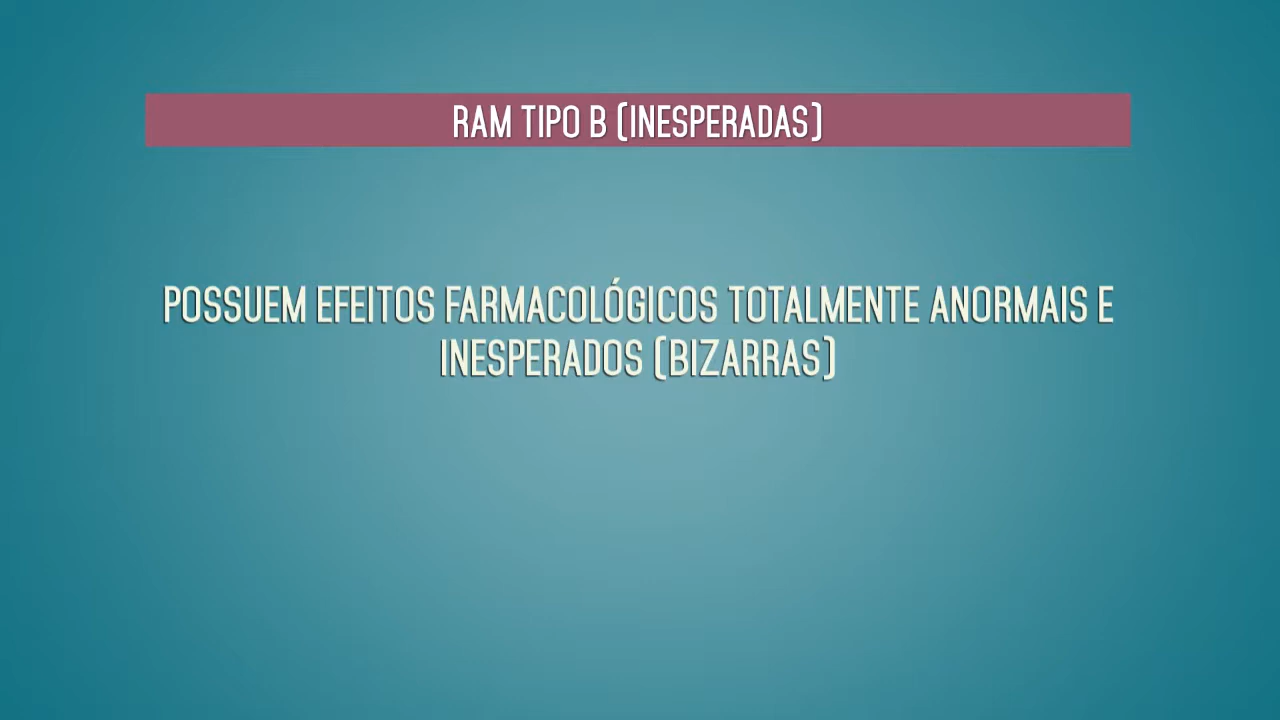 RAM TIPO B (INESPERADAS)
POSSUEM EFEITOS FARMACOLÓGICOS TOTALMENTE ANORMAIS E
INESPERADOS (BIZARRAS)